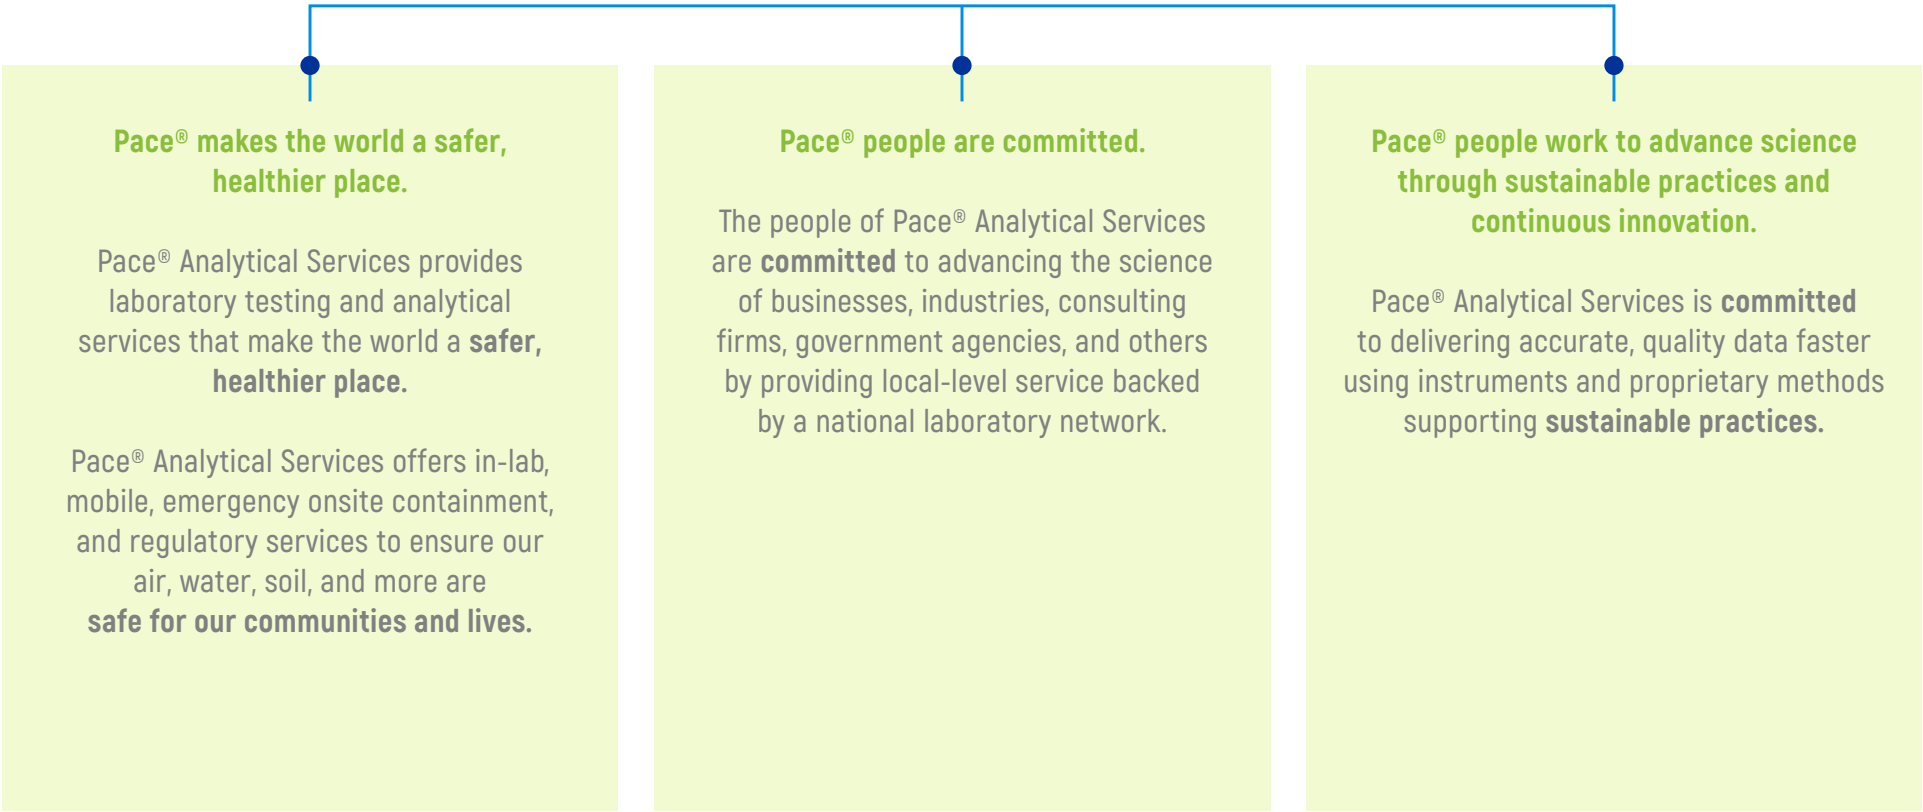 Pace® makes the world a safer,
healthier place.
Pace® Analytical Services provides
laboratory testing and analytical
services that make the world a safer,
healthier place.
Pace® Analytical Services offers in-lab,
mobile, emergency onsite containment,
and regulatory services to ensure our
air, water, soil, and more are
safe for our communities and lives.
Pace® people are committed.
The people of Pace® Analytical Services
are committed to advancing the science
of businesses, industries, consulting
firms, government agencies, and others
by providing local-level service backed
by a national laboratory network.
Pace® people work to advance science
through sustainable practices and
continuous innovation.
Pace® Analytical Services is committed
to delivering accurate, quality data faster
using instruments and proprietary methods
supporting sustainable practices.